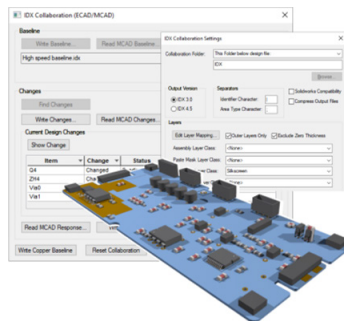 IDX Collaboration (ECAD/MCAD)
Baseline
Write Baseline... Read MCAD Baseline
High speed baseline.idx
Changes
Find Changes
Write Changes... Read MCAD Changes...
Current Design Changes
Show Change
Item Change Status
Q4 Changed
ZH4
Via0
Via1
Read MCAD Response...
Write Copper Baseline Reset Collaboration
IDX Collaboration Settings
Collaboration Folder: This Folder below design file.
IDX
Browse...
Output Version
IDX 3.0
IDX 4.5
Separators
Identifier Character:
Area Type Character:
Solidworks Compatibility
Compress Output Files
Layers
Edit Layer Mapping... Outer Layers Only Exclude Zero Thickness
Assembly Layer Class: <None>
Paste Mask Layer Class: <None>
Class: Silkscreen
Class: <None>
<None>